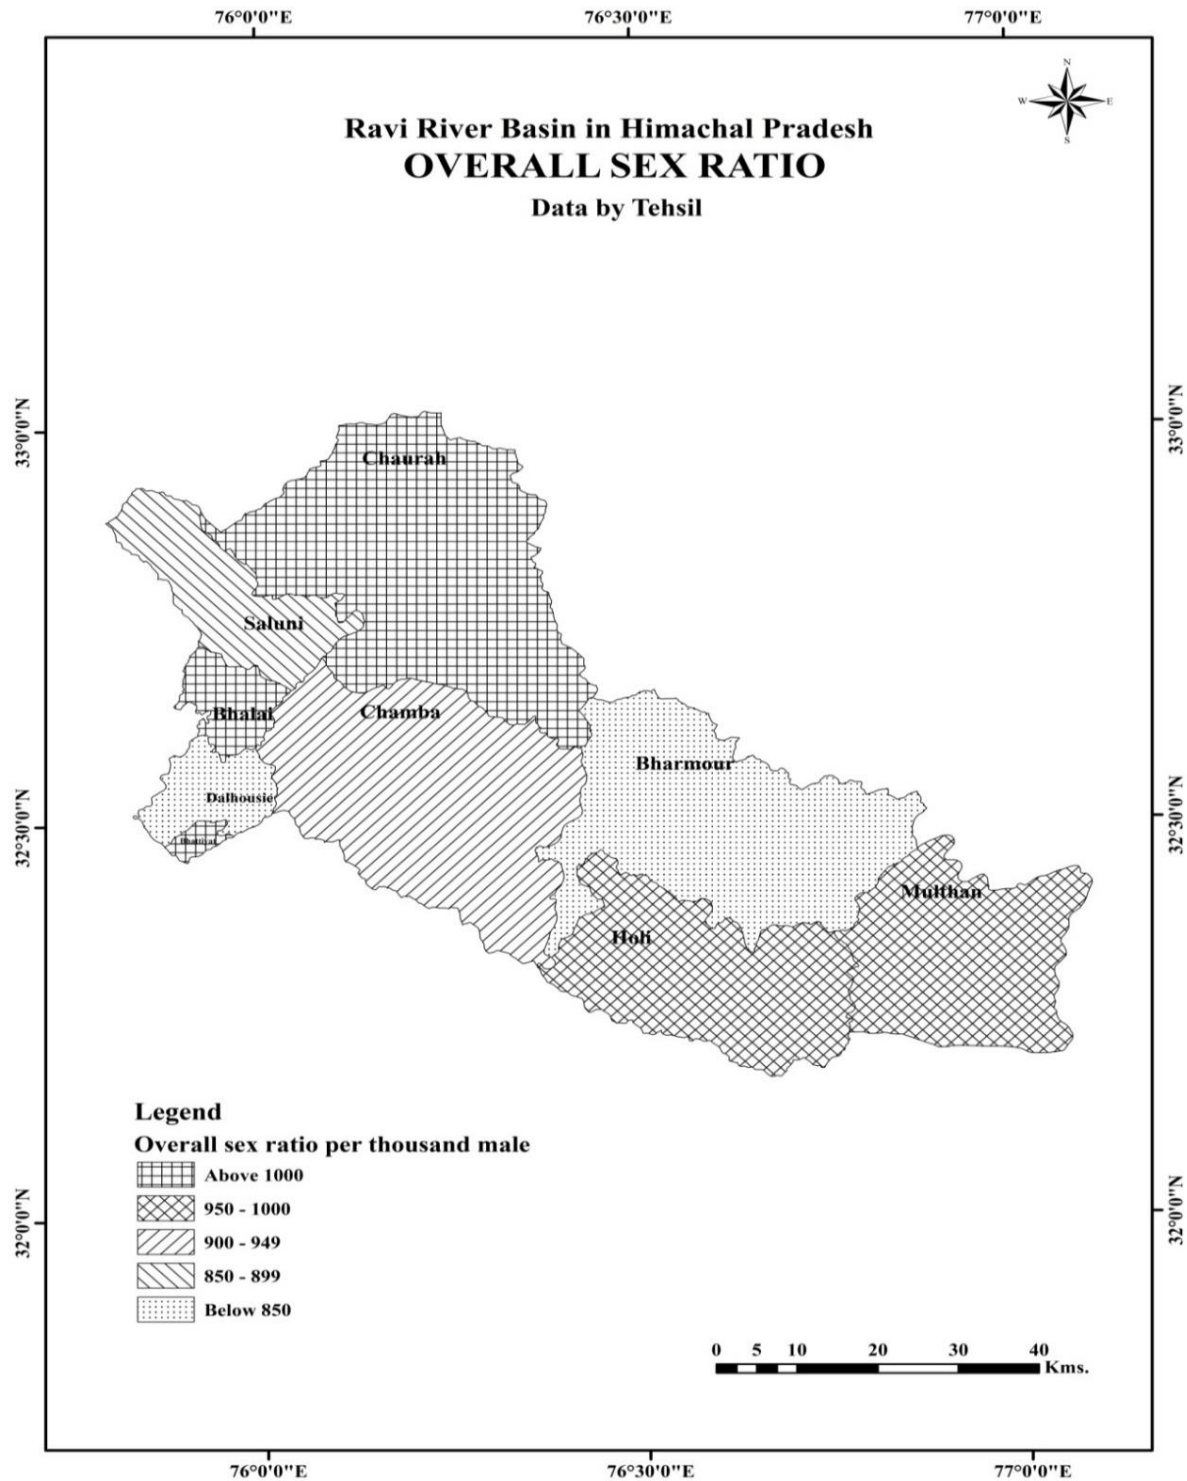 76°0'0"E 76°30'0"E 77°0'0"E
N
W E
S
Ravi River Basin in Himachal Pradesh
OVERALL SEX RATIO
Data by Tehsil
33°0'0"N 33°0'0"N
Chaurah
Saluni
Bhalai
Chamba
Bharmour
Dalhousie
32°30'0"N 32°30'0"N
Multhan
Holi
Legend
Overall sex ratio per thousand male
Above 1000
950 - 1000
900 - 949
850 - 899
Below 850
32°0'0"N 32°0'0"N
0 5 10 20 30 40
Kms.
76°0'0"E 76°30'0"E 77°0'0"E